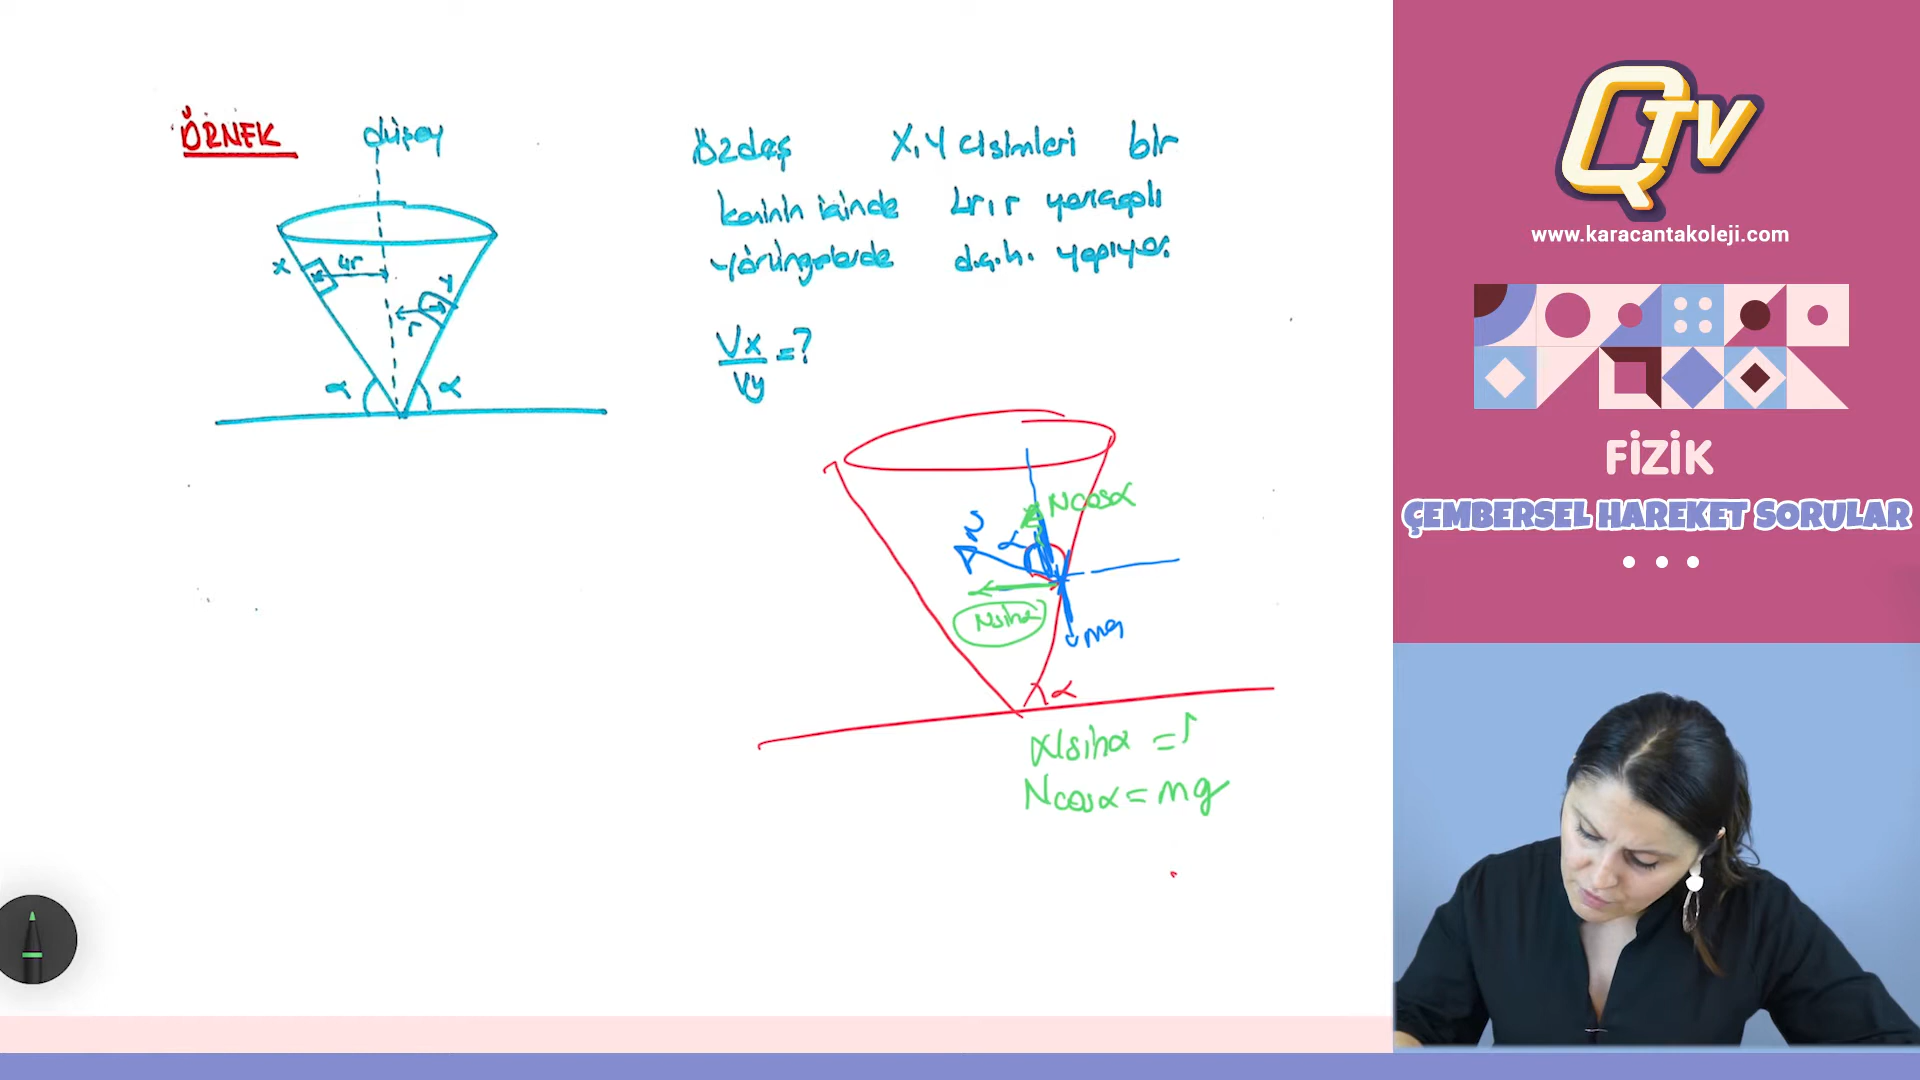 ÖRNEK
düşey
x
4r
y
r
α
α
Özdeş X,Y cisimleri bir
koninin içinde 4r,r yarıçaplı
yörüngelerde d.ç.h. yapıyor.
Vx
Vy
=?
Ncosα
N
α
Nsinα
mg
α
Nsinα =
Ncosα = mg
QTV
www.karacantakoleji.com
FİZİK
ÇEMBERSEL HAREKET SORULAR